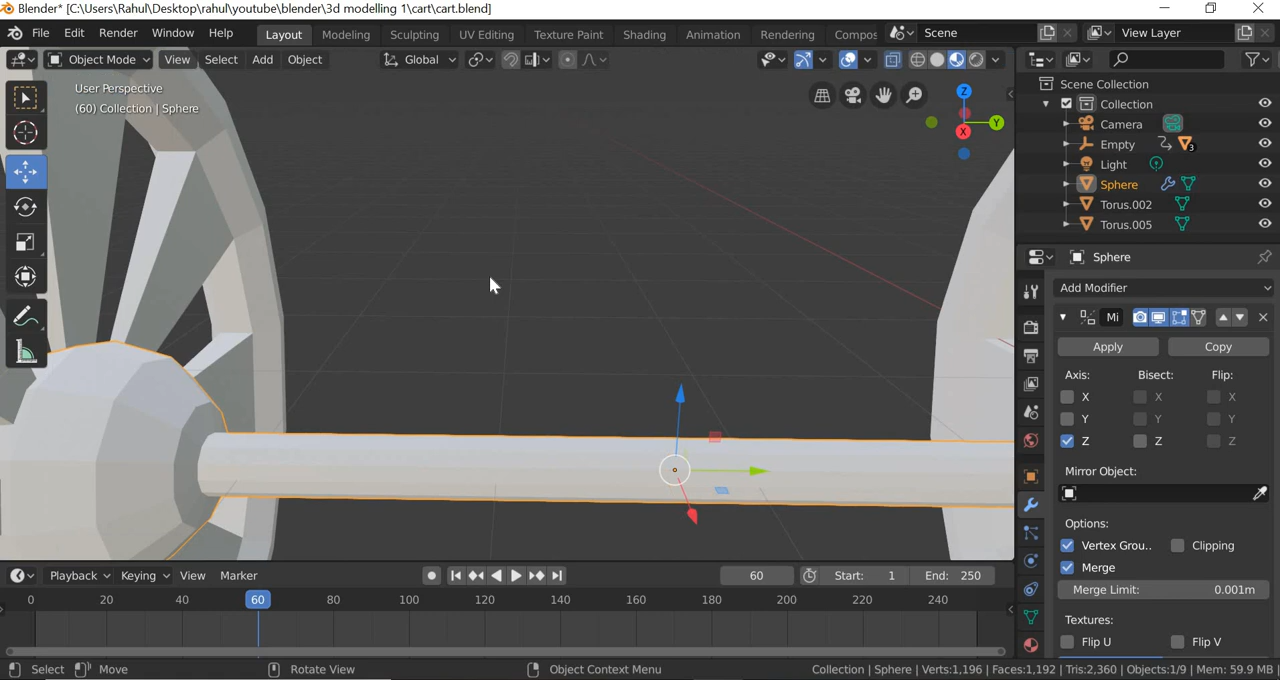 Blender* [C:\Users\Rahul\Desktop\rahul\youtube\blender\3d modelling 1\cart\cart.blend]
File Edit Render Window Help Layout Modeling Sculpting UV Editing Texture Paint Shading Animation Rendering Compos Scene View Layer
Object Mode View Select Add Object Global
User Perspective
(60) Collection | Sphere
Z
Y
X
Scene Collection
Collection
Camera
Empty 3
Light
Sphere
Torus.002
Torus.005
Sphere
Add Modifier
Mi
Apply Copy
Axis: Bisect: Flip:
X X X
Y Y Y
Z Z Z
Mirror Object:
Options:
Vertex Grou.. Clipping
Merge
Merge Limit: 0.001m
Textures:
Flip U Flip V
Playback Keying View Marker 60 Start: 1 End: 250
0 20 40 60 80 100 120 140 160 180 200 220 240
Select Move Rotate View Object Context Menu Collection | Sphere | Verts:1,196 | Faces:1,192 | Tris:2,360 | Objects:1/9 | Mem: 59.9 MB |